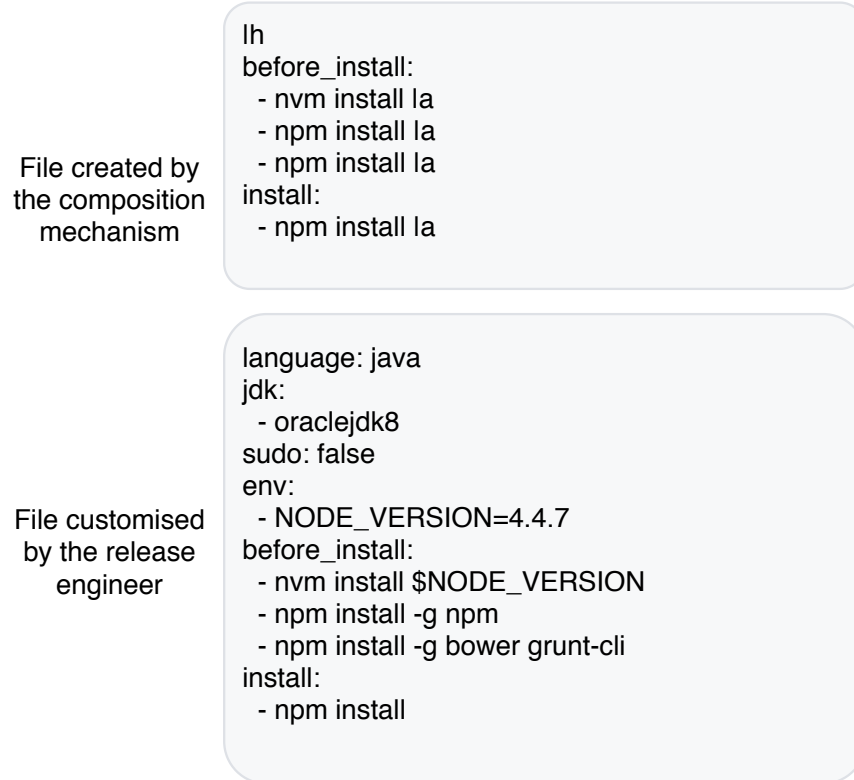 File created by
the composition
mechanism
lh
before_install:
- nvm install la
- npm install la
- npm install la
install:
- npm install la
File customised
by the release
engineer
language: java
jdk:
- oraclejdk8
sudo: false
env:
- NODE_VERSION=4.4.7
before_install:
- nvm install $NODE_VERSION
- npm install -g npm
- npm install -g bower grunt-cli
install:
- npm install